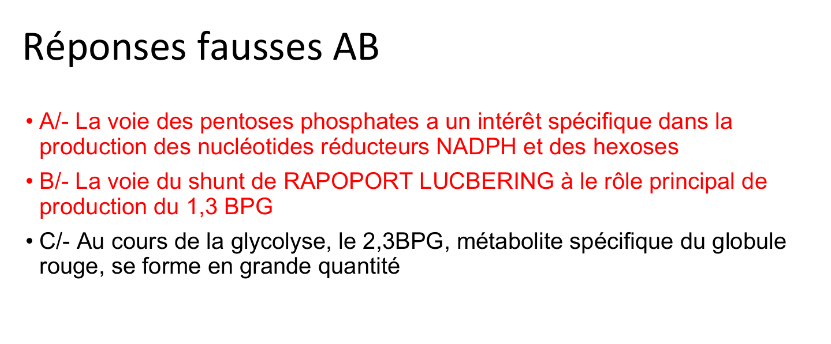 Réponses fausses AB
• A/- La voie des pentoses phosphates a un intérêt spécifique dans la
production des nucléotides réducteurs NADPH et des hexoses
• B/- La voie du shunt de RAPOPORT LUCBERING à le rôle principal de
production du 1,3 BPG
• C/- Au cours de la glycolyse, le 2,3BPG, métabolite spécifique du globule
rouge, se forme en grande quantité